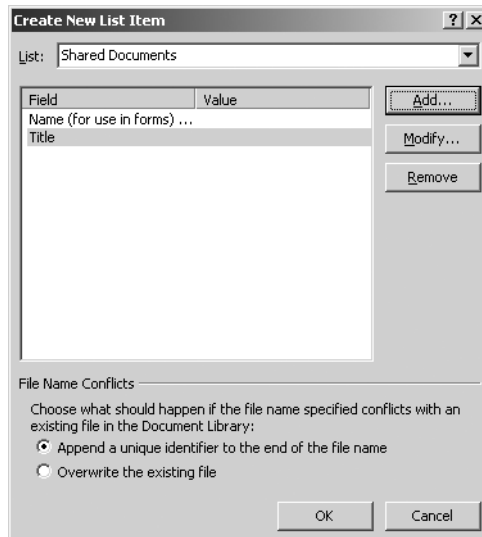 Create New List Item
List: Shared Documents
Field Value
Name (for use in forms) ...
Title
Add...
Modify...
Remove
File Name Conflicts
Choose what should happen if the file name specified conflicts with an
existing file in the Document Library:
Append a unique identifier to the end of the file name
Overwrite the existing file
OK Cancel